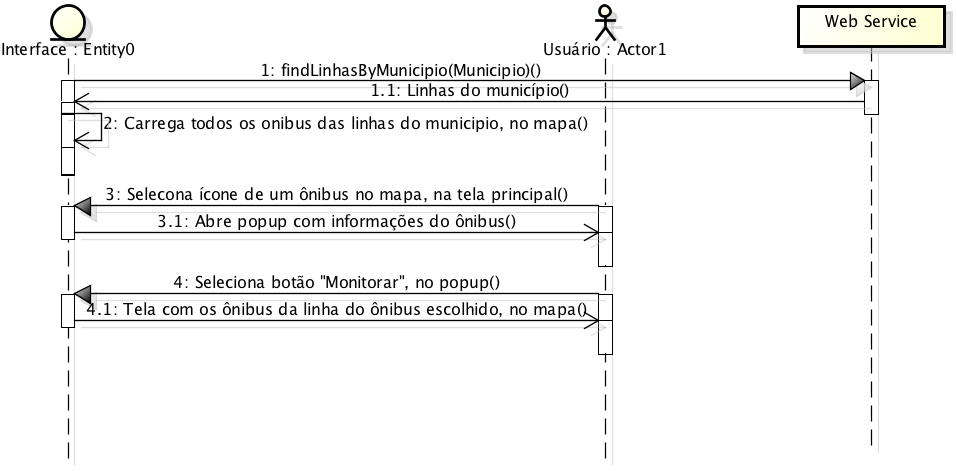 Interface : Entity0
Usuário : Actor1
Web Service
1: findLinhasByMunicipio(Municipio)()
1.1: Linhas do município()
2: Carrega todos os onibus das linhas do municipio, no mapa()
3: Selecona ícone de um ônibus no mapa, na tela principal()
3.1: Abre popup com informações do ônibus()
4: Seleciona botão "Monitorar", no popup()
4.1: Tela com os ônibus da linha do ônibus escolhido, no mapa()